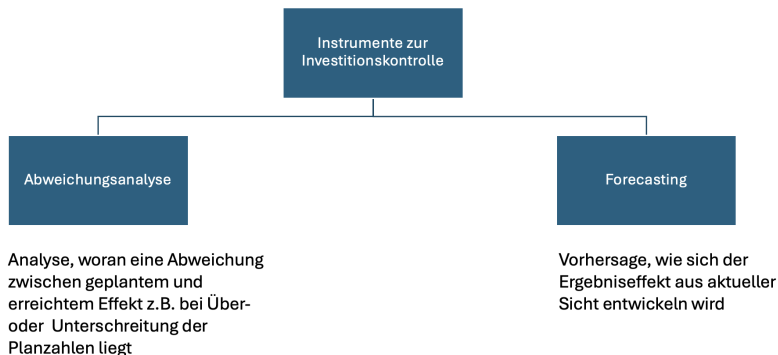 Instrumente zur
Investitionskontrolle
Abweichungsanalyse
Forecasting
Analyse, woran eine Abweichung
zwischen geplantem und
erreichtem Effekt z.B. bei Über-
oder Unterschreitung der
Planzahlen liegt
Vorhersage, wie sich der
Ergebniseffekt aus aktueller
Sicht entwickeln wird